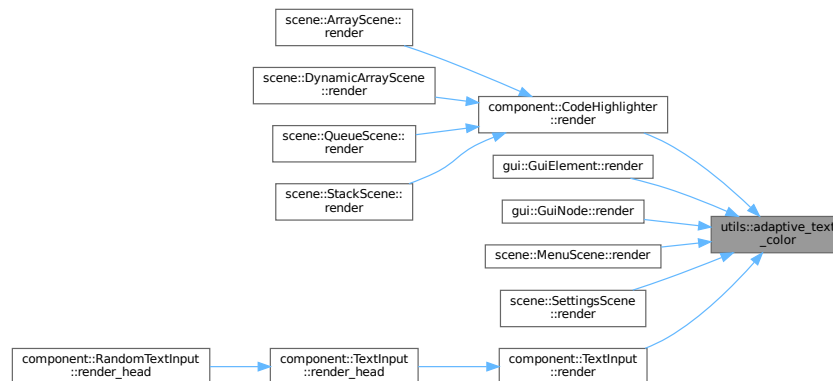 scene::ArrayScene::
render
scene::DynamicArrayScene
::render
component::CodeHighlighter
::render
scene::QueueScene::
render
gui::GuiElement::render
scene::StackScene::
render
gui::GuiNode::render
utils::adaptive_text
_color
scene::MenuScene::render
scene::SettingsScene
::render
component::RandomTextInput
::render_head
component::TextInput
::render_head
component::TextInput
::render